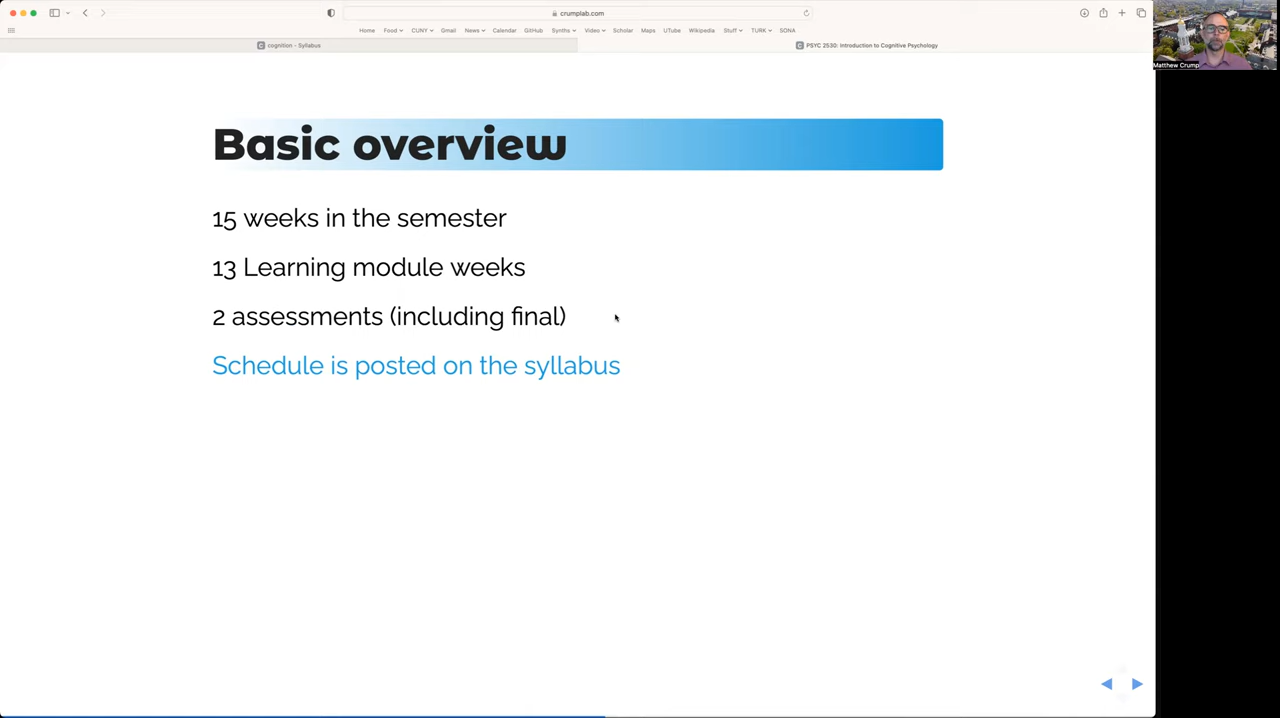 crumplab.com
Home Food CUNY Gmail News Calendar GitHub Synths Video Scholar Maps UTube Wikipedia Stuff TURK SONA
cognition - Syllabus
PSYC 2530: Introduction to Cognitive Psychology
Matthew Crump
Basic overview
15 weeks in the semester
13 Learning module weeks
2 assessments (including final)
Schedule is posted on the syllabus